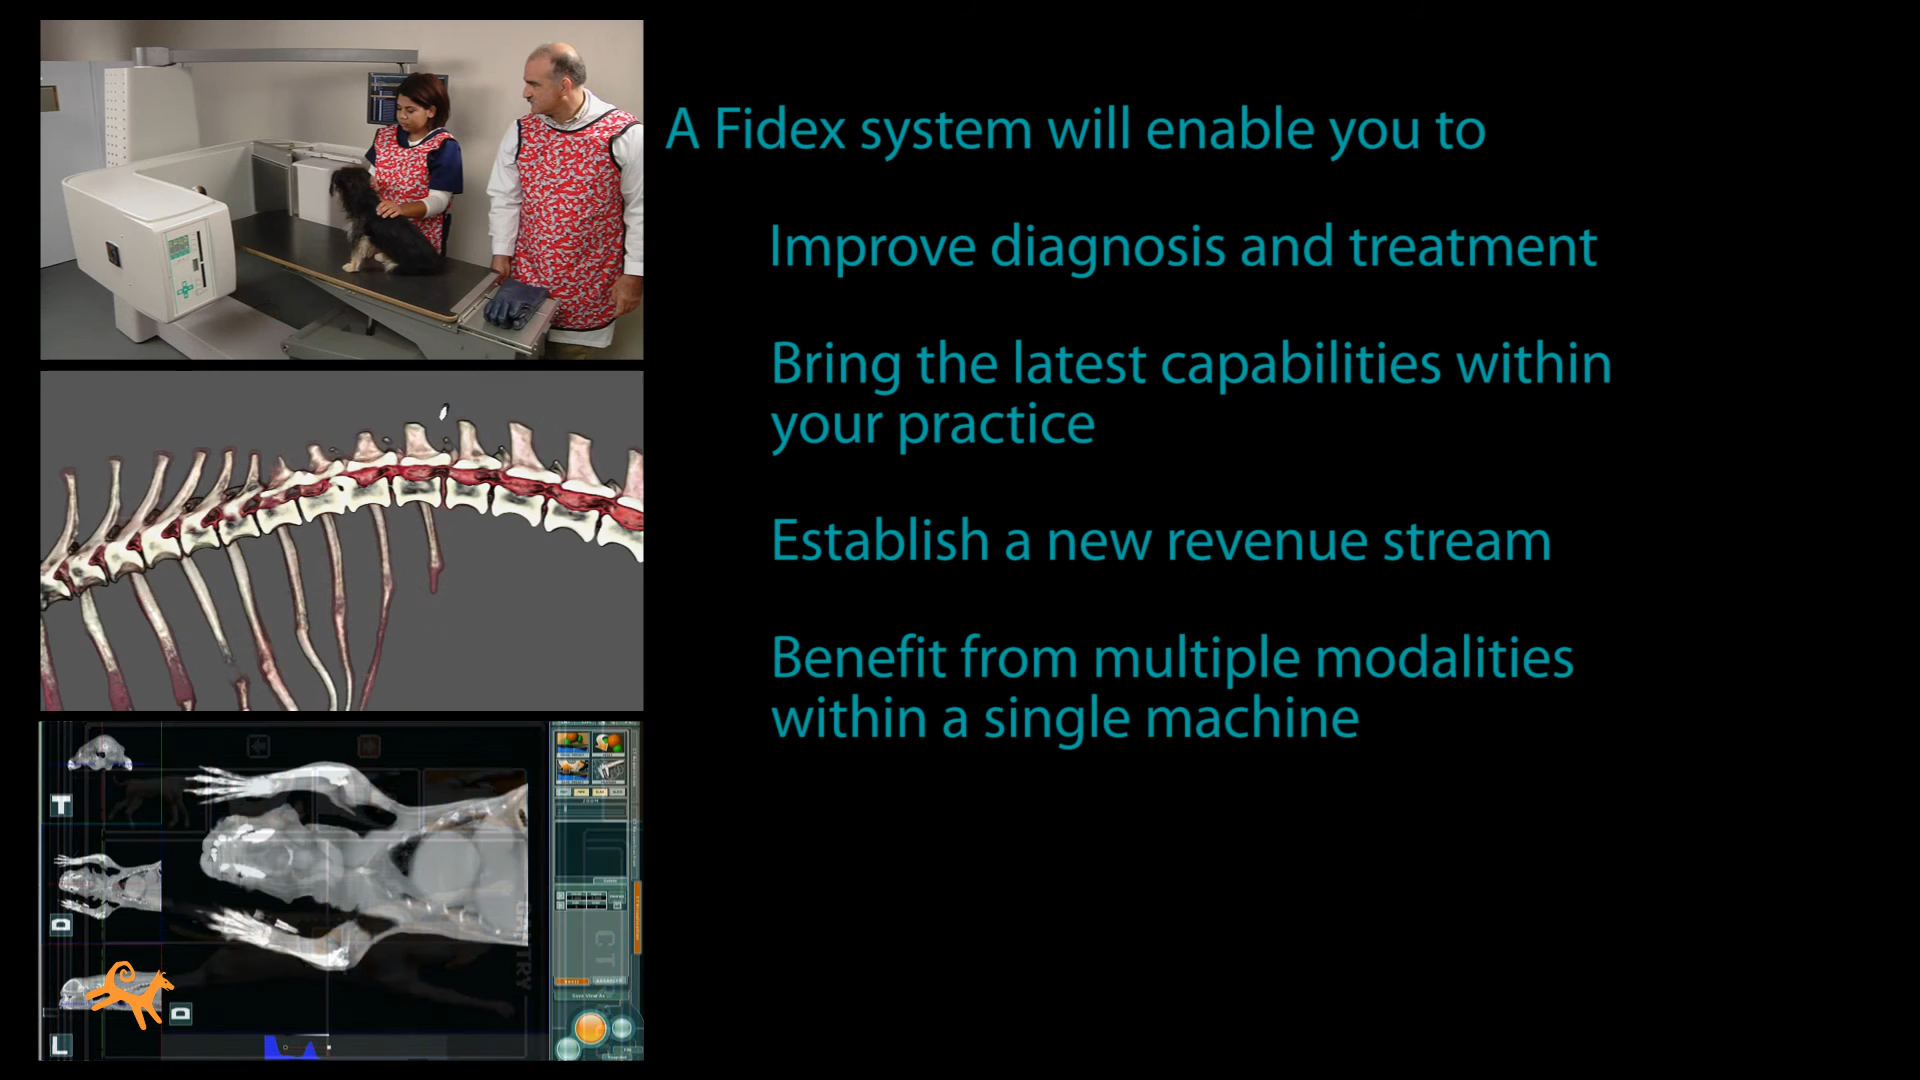 A Fidex system will enable you to
Improve diagnosis and treatment
Bring the latest capabilities within
your practice
Establish a new revenue stream
Benefit from multiple modalities
within a single machine
T
D
D
L
CT